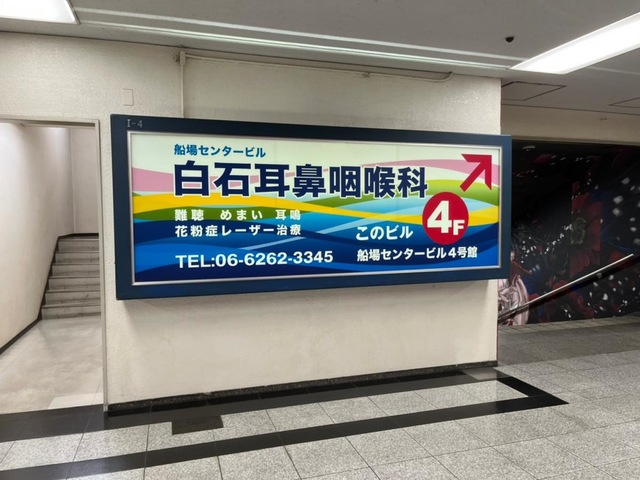 I-4
船場センタービル
白石耳鼻咽喉科
難聴 めまい 耳鳴
花粉症レーザー治療
TEL:06-6262-3345
このビル
4F
船場センタービル4号館